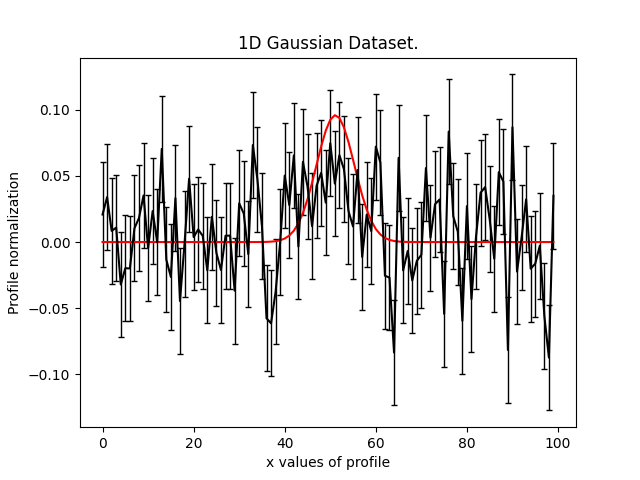 1D Gaussian Dataset.
0.10
0.05
0.00
−0.05
−0.10
Profile normalization
0 20 40 60 80 100
x values of profile